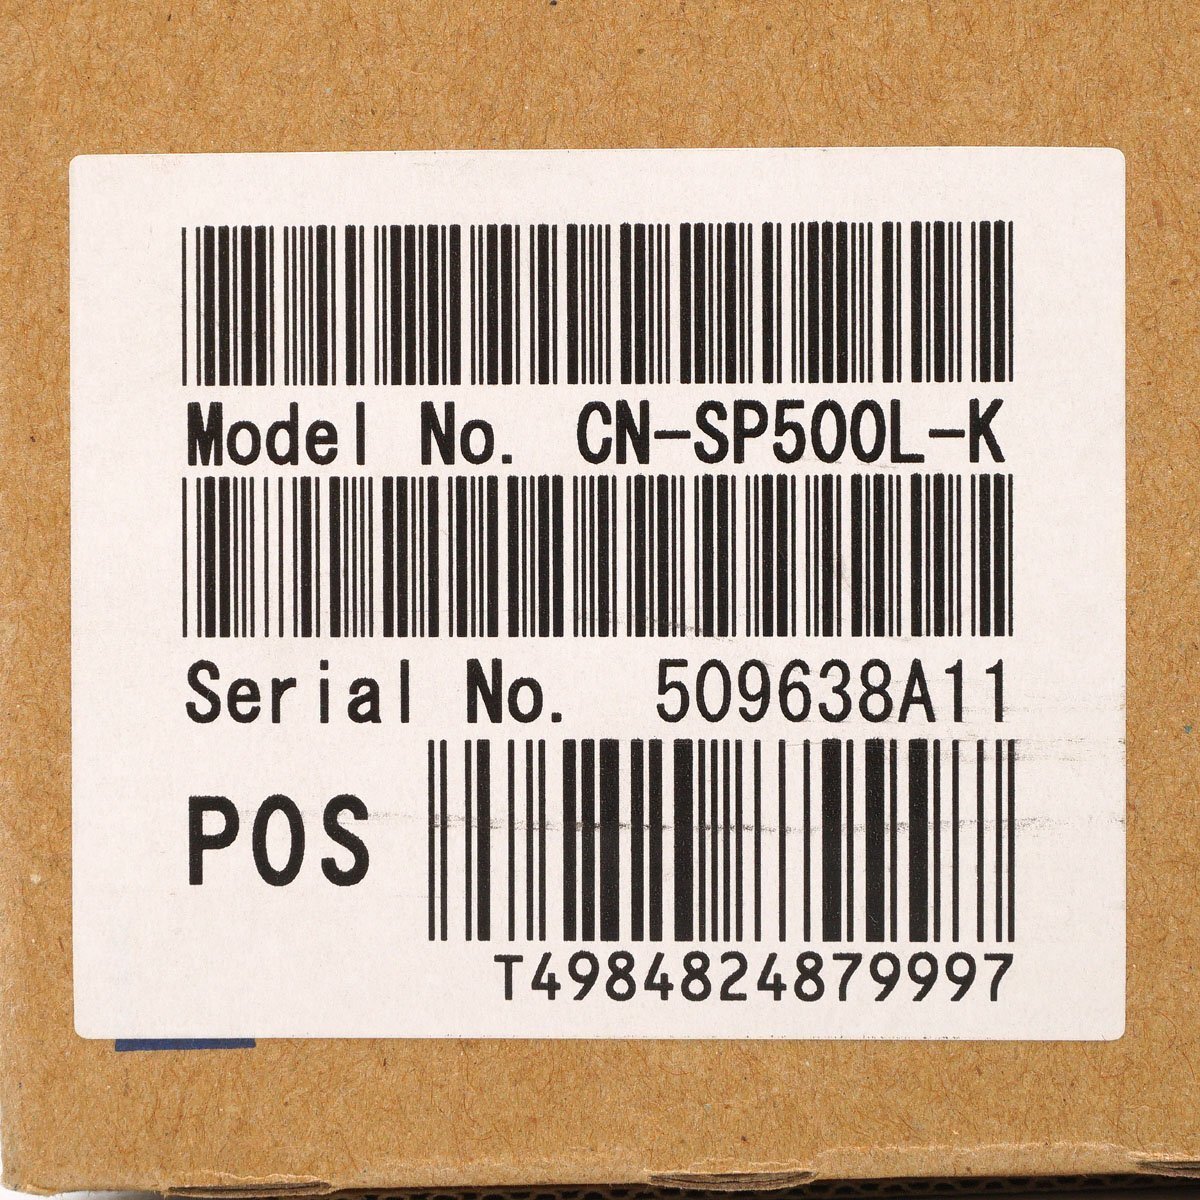 Model No. CN-SP500L-K
Serial No. 509638A11
POS
T4984824879997